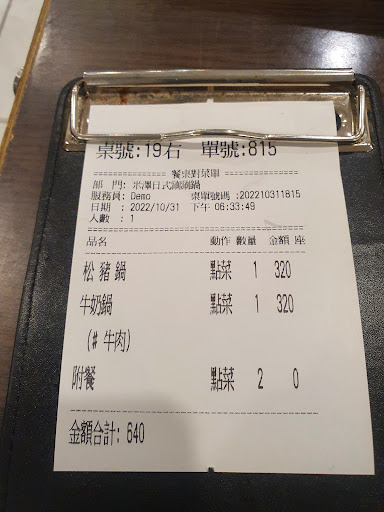 桌號:19右 單號:815
============ 餐桌對菜單 ============
部 門: 米澤日式涮涮鍋
服務員: Demo 桌單號碼 :202210311815
日期 : 2022/10/31 下午 06:33:49
人數 : 1
品名 動作 數量 金額 座
松 豬 鍋 點菜 1 320
牛奶鍋 點菜 1 320
(# 牛肉)
附餐 點菜 2 0
金額合計: 640